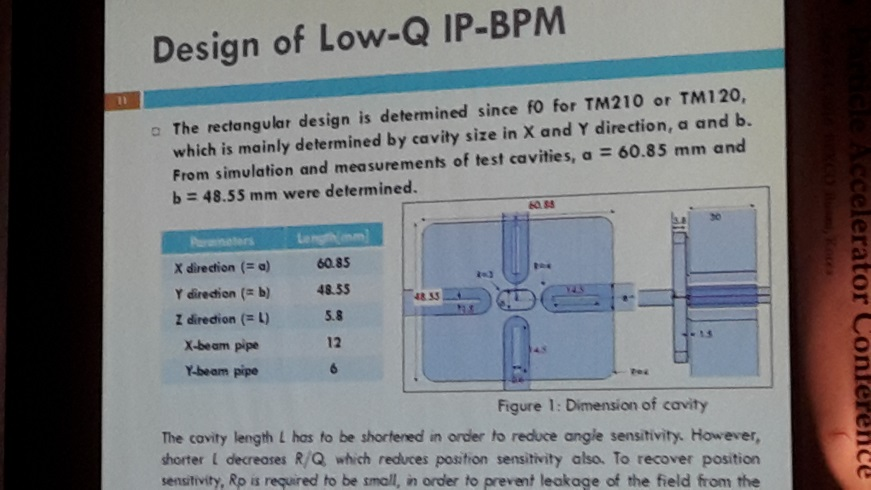 Design of Low-Q IP-BPM
11
The rectangular design is determined since f0 for TM210 or TM120,
which is mainly determined by cavity size in X and Y direction, a and b.
From simulation and measurements of test cavities, a = 60.85 mm and
b = 48.55 mm were determined.
Parameters Length[mm]
X direction (= a) 60.85
Y direction (= b) 48.55
Z direction (= L) 5.8
X-beam pipe 12
Y-beam pipe 6
60.85
48.55
14.5
14.5
5.8
30
1.5
Figure 1: Dimension of cavity
The cavity length L has to be shortened in order to reduce angle sensitivity. However,
shorter L decreases R/Q, which reduces position sensitivity also. To recover position
sensitivity, Rp is required to be small, in order to prevent leakage of the field from the
Particle Accelerator Conference